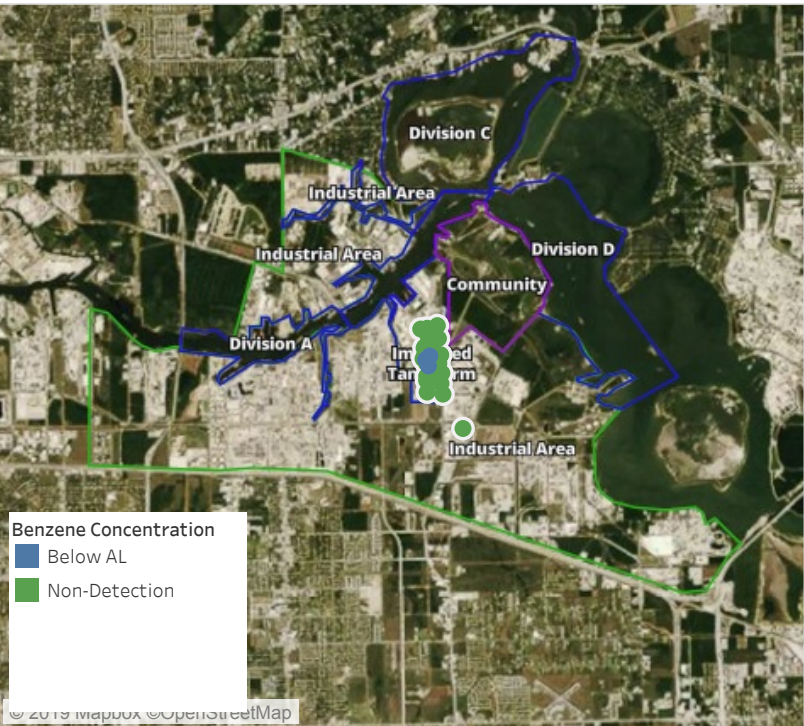 Division C
Industrial Area
Division D
Industrial Area
Community
Division A
Benzene Concentration
Below AL
Non-Detection
Industrial Area
© 2019 Mapbox ©OpenStreetMap